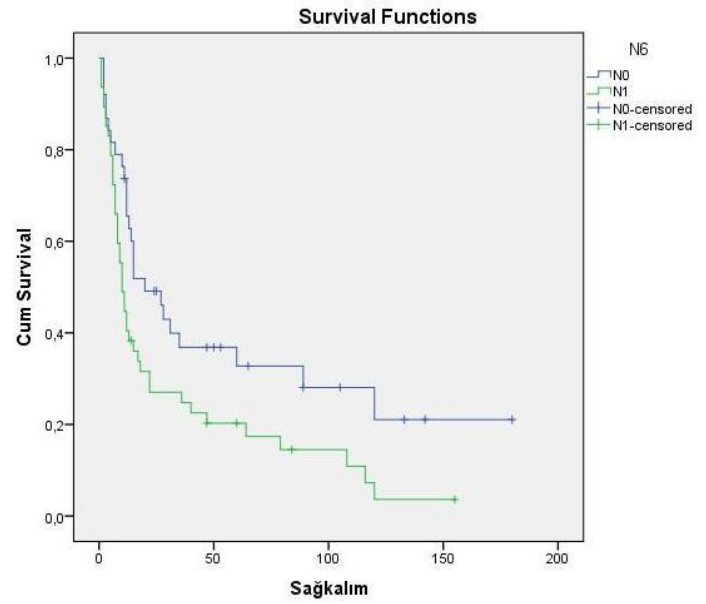 Survival Functions
N6
N0
N1
N0-censored
N1-censored
Cum Survival
1,0
0,8
0,6
0,4
0,2
0,0
0
50
100
150
200
Sağkalım